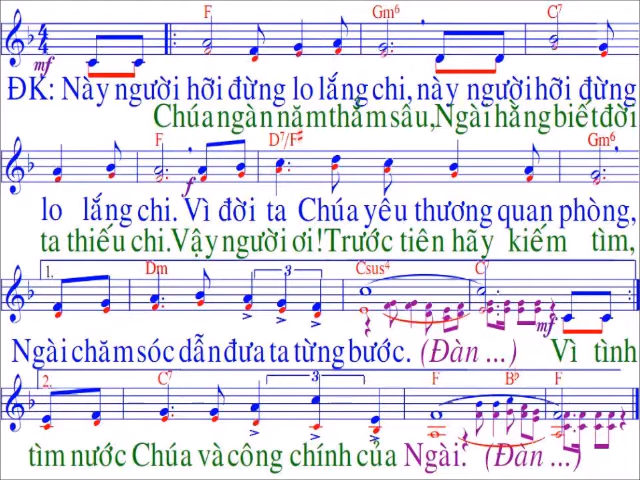 F Gm6 C7
4 4
mf
ĐK: Này người hỡi đừng lo lắng chi, này người hỡi đừng
Chúa ngàn năm thẳm sâu, Ngài hằng biết đời
F D7/F# Gm6
f
lo lắng chi. Vì đời ta Chúa yêu thương quan phòng,
ta thiếu chi. Vậy người ơi! Trước tiên hãy kiếm tìm,
1. Dm 3 Csus4 C7
mf
Ngài chăm sóc dẫn đưa ta từng bước. (Đàn ...) Vì tình
2. C7 3 F Bb F
tìm nước Chúa và công chính của Ngài. (Đàn ...)